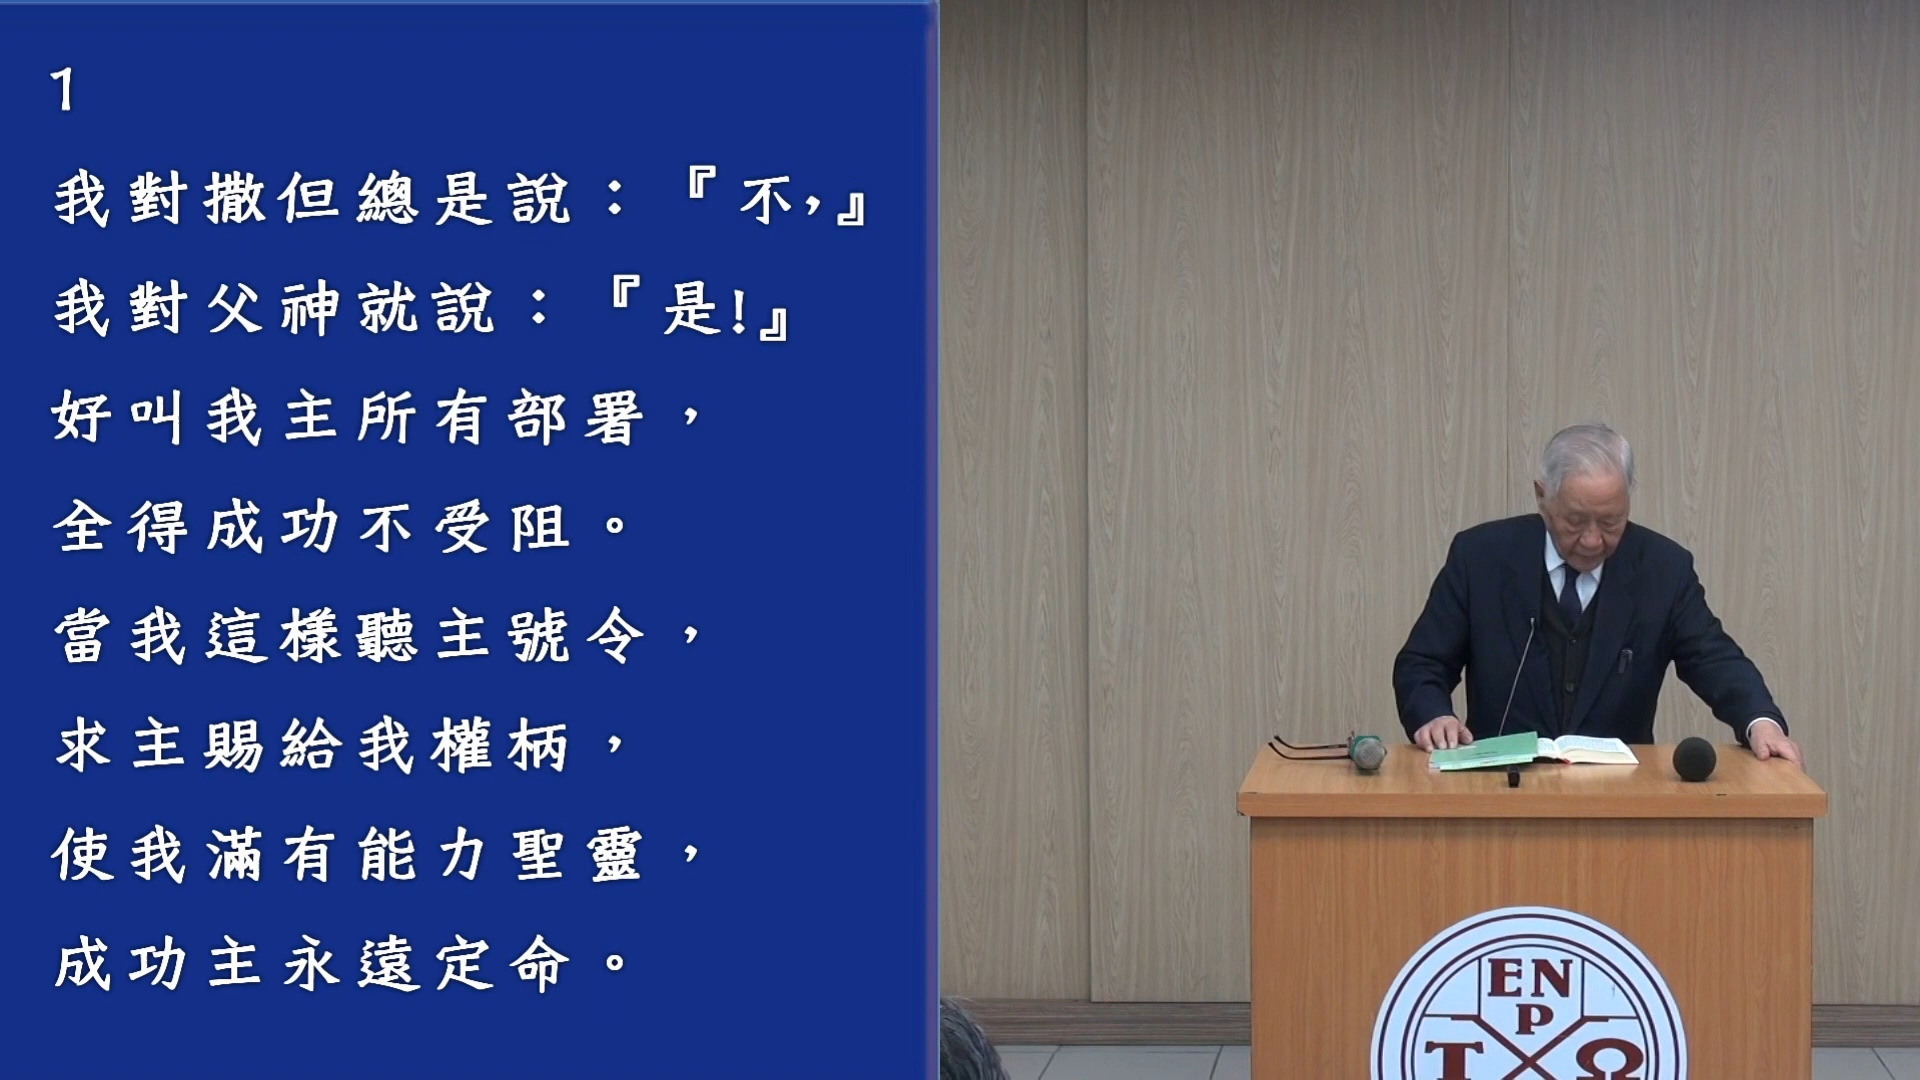 1
我對撒但總是說：『不，』
我對父神就說：『是！』
好叫我主所有部署，
全得成功不受阻。
當我這樣聽主號令，
求主賜給我權柄，
使我滿有能力聖靈，
成功主永遠定命。
EN
P
T X Ω